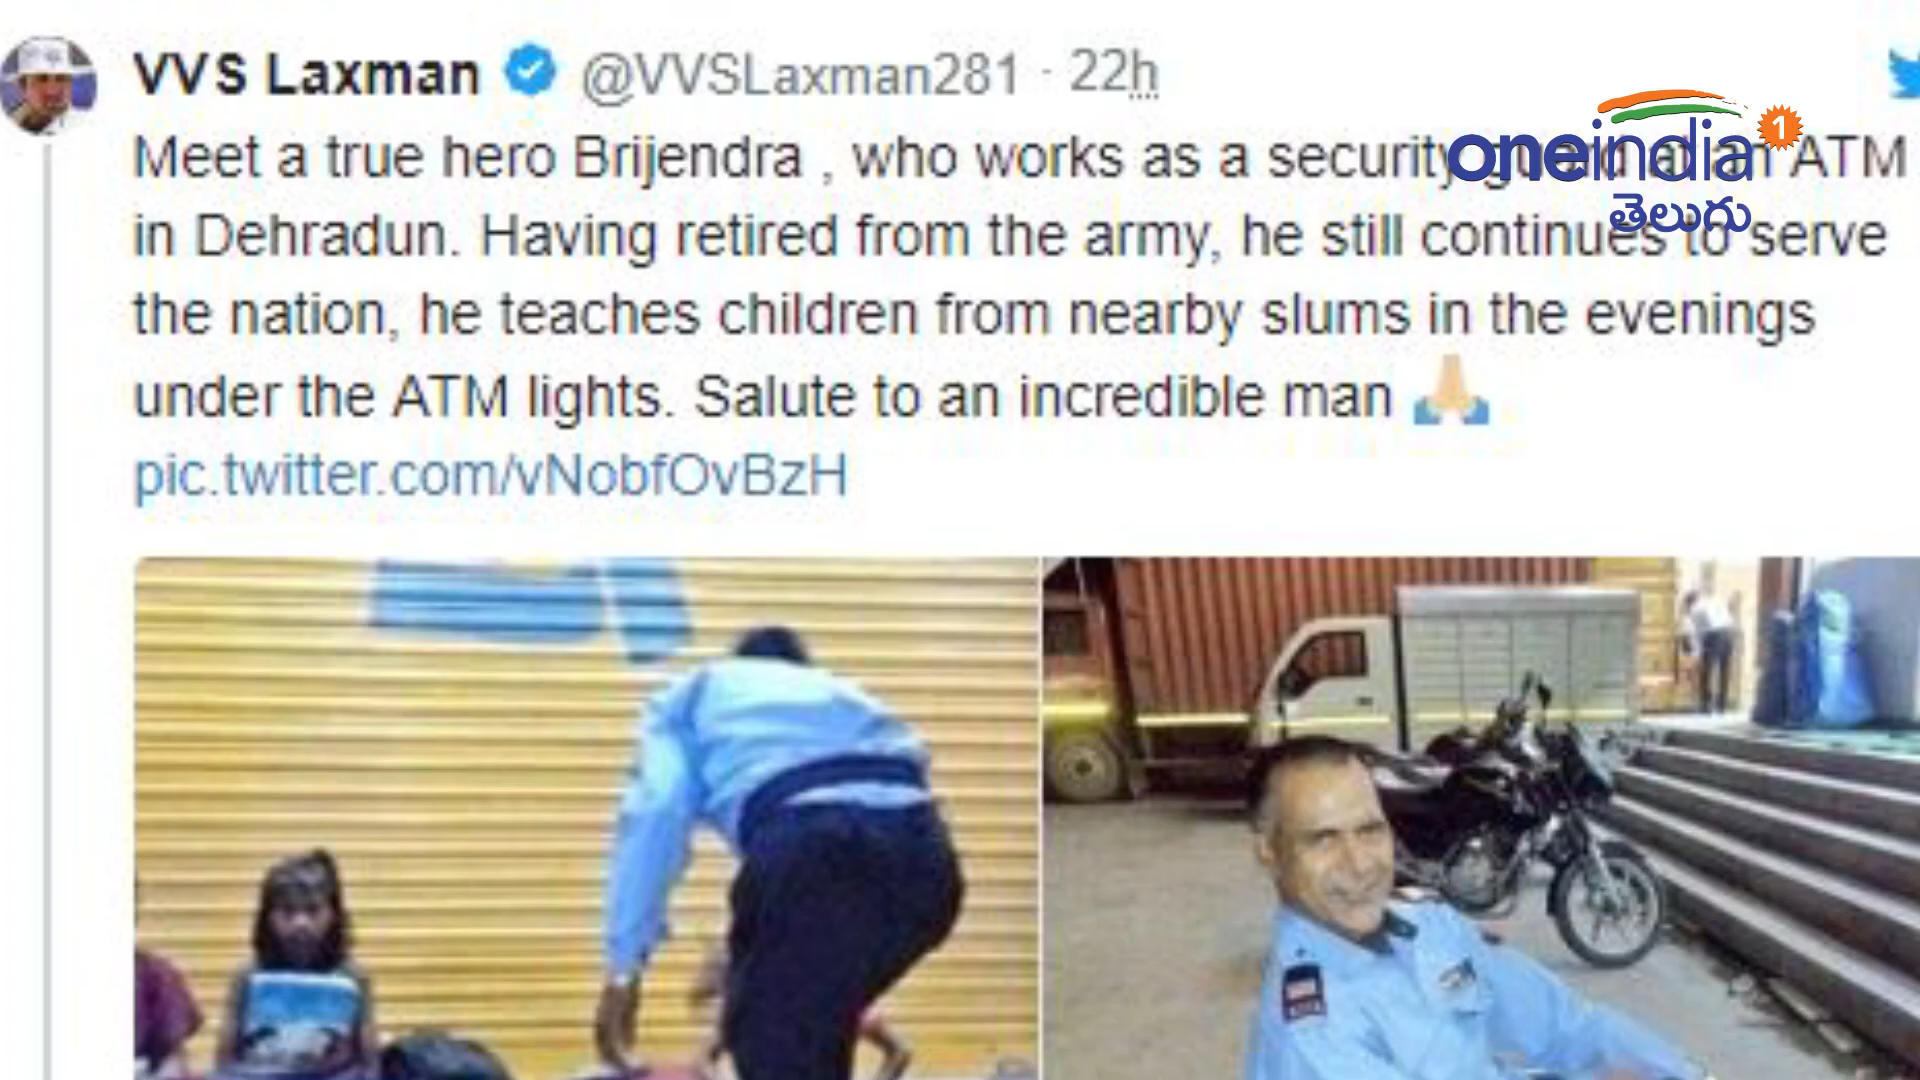 VVS Laxman @VVSLaxman281 · 22h
Meet a true hero Brijendra , who works as a security guard at an ATM
in Dehradun. Having retired from the army, he still continues to serve
the nation, he teaches children from nearby slums in the evenings
under the ATM lights. Salute to an incredible man 🙏🏼
pic.twitter.com/vNobfOvBzH
oneindia 1
తెలుగు